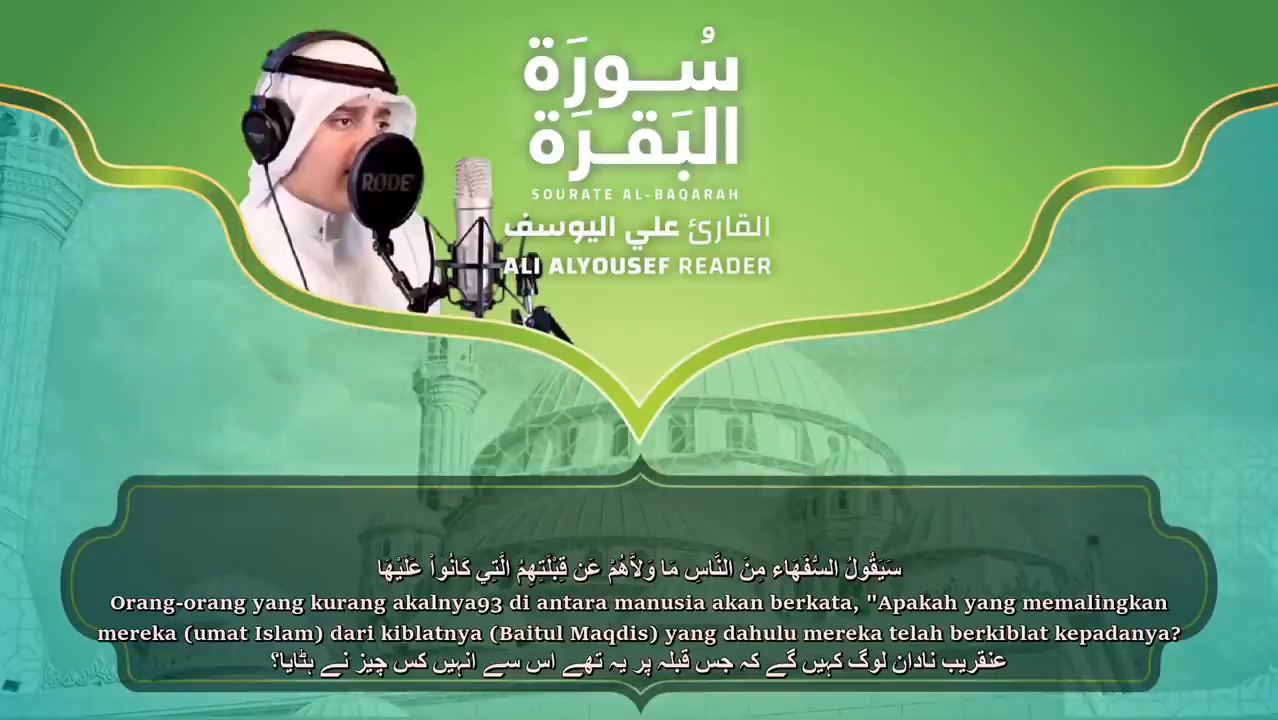 سُورَة
البَقرَة
SOURATE AL-BAQARAH
القارئ علي اليوسف
ALI ALYOUSEF READER
RØDE
سَيَقُولُ السُّفَهَاء مِنَ النَّاسِ مَا وَلاَّهُمْ عَن قِبْلَتِهِمُ الَّتِي كَانُواْ عَلَيْهَا
Orang-orang yang kurang akalnya93 di antara manusia akan berkata, "Apakah yang memalingkan
mereka (umat Islam) dari kiblatnya (Baitul Maqdis) yang dahulu mereka telah berkiblat kepadanya?
عنقریب نادان لوگ کہیں گے کہ جس قبلہ پر یہ تھے اس سے انہیں کس چیز نے ہٹایا؟